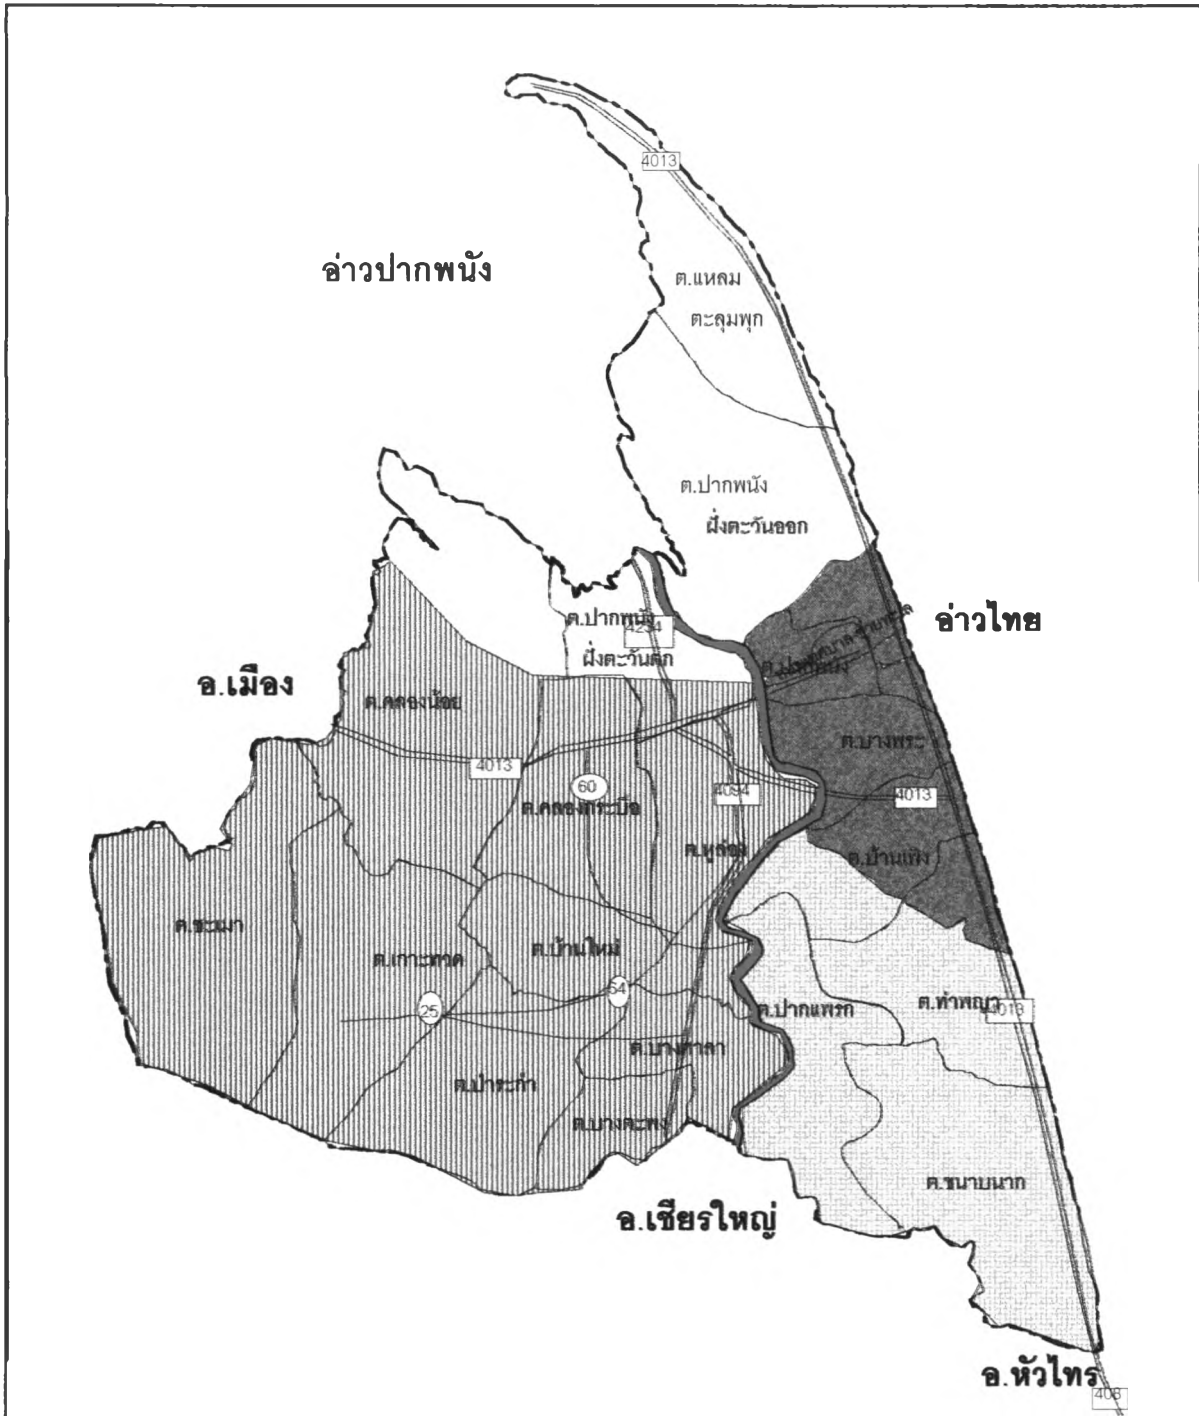 4013
อ่าวปากพนัง
ต.แหลม
ตะลุมพุก
ต.ปากพนัง
ฝั่งตะวันออก
อ่าวไทย
ต.ปากพนัง
4234
ฝั่งตะวันตก
อ.เมือง
ต.คลองน้อย
ต.บางพระ
4013
60
4094
4013
ต.คลองกระบือ
ต.หูล่อง
ต.บ้านเพิง
ต.ชะเมา
ต.เกาะทวด
ต.บ้านใหม่
54
25
ต.ปากแพรก
ต.ท่าพญา
4013
ต.บางศาลา
ต.ป่าระกำ
ต.บางตะพง
ต.ขนาบนาก
อ.เชียรใหญ่
อ.หัวไทร
408